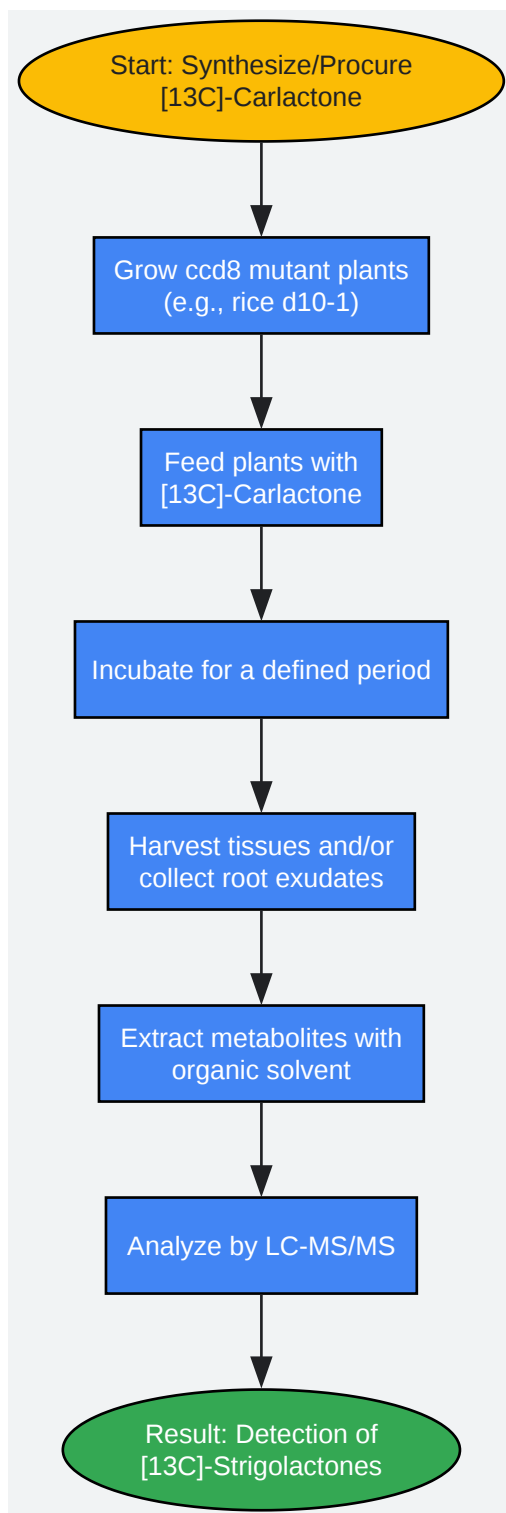 Start: Synthesize/Procure
[13C]-Carlactone
Grow ccd8 mutant plants
(e.g., rice d10-1)
Feed plants with
[13C]-Carlactone
Incubate for a defined period
Harvest tissues and/or
collect root exudates
Extract metabolites with
organic solvent
Analyze by LC-MS/MS
Result: Detection of
[13C]-Strigolactones